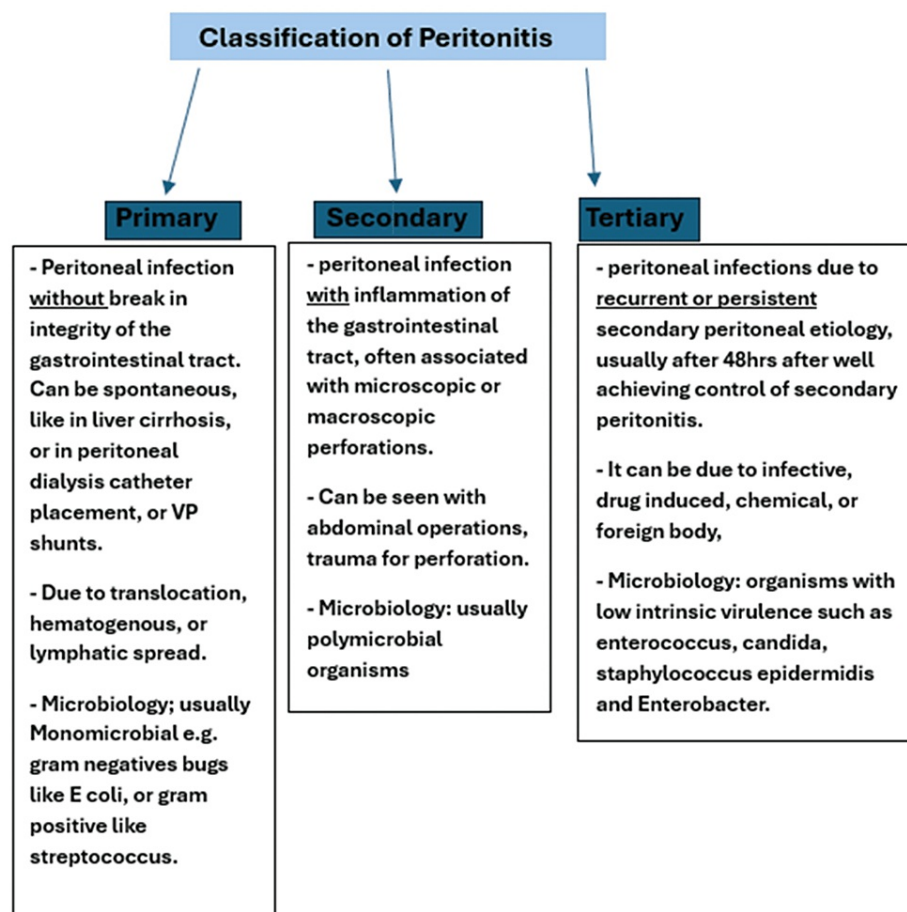 Classification of Peritonitis
Primary
- Peritoneal infection
without break in
integrity of the
gastrointestinal tract.
Can be spontaneous,
like in liver cirrhosis,
or in peritoneal
dialysis catheter
placement, or VP
shunts.
- Due to translocation,
hematogenous, or
lymphatic spread.
- Microbiology; usually
Monomicrobial e.g.
gram negatives bugs
like E coli, or gram
positive like
streptococcus.
Secondary
- peritoneal infection
with inflammation of
the gastrointestinal
tract, often associated
with microscopic or
macroscopic
perforations.
- Can be seen with
abdominal operations,
trauma for perforation.
- Microbiology: usually
polymicrobial
organisms
Tertiary
- peritoneal infections due to
recurrent or persistent
secondary peritoneal etiology,
usually after 48hrs after well
achieving control of secondary
peritonitis.
- It can be due to infective,
drug induced, chemical, or
foreign body,
- Microbiology: organisms with
low intrinsic virulence such as
enterococcus, candida,
staphylococcus epidermidis
and Enterobacter.